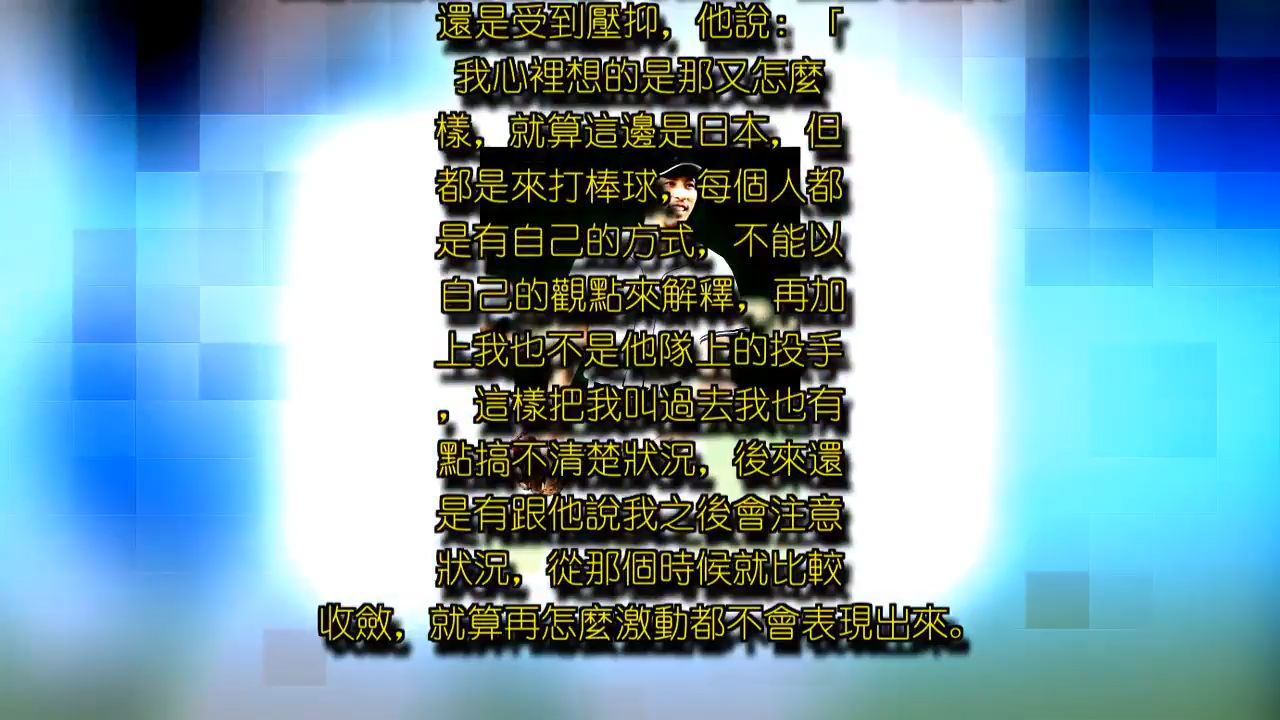 還是受到壓抑，他說：「
我心裡想的是那又怎麼
樣，就算這邊是日本，但
都是來打棒球，每個人都
是有自己的方式，不能以
自己的觀點來解釋，再加
上我也不是他隊上的投手
，這樣把我叫過去我也有
點搞不清楚狀況，後來還
是有跟他說我之後會注意
狀況，從那個時候就比較
收斂，就算再怎麼激動都不會表現出來。